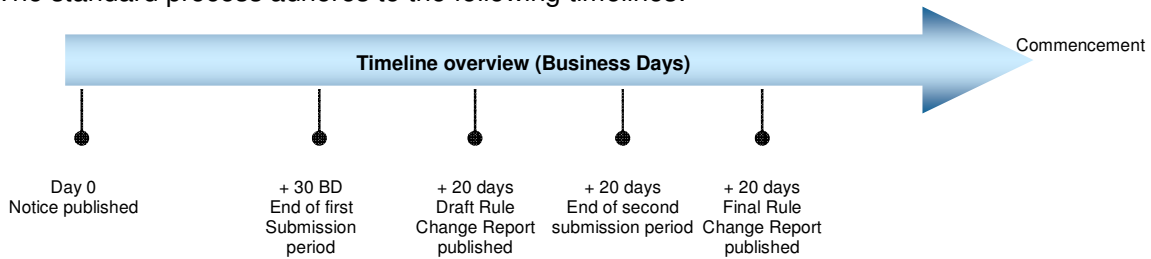 The standard process adheres to the following timelines:
Timeline overview (Business Days)
Commencement
Day 0
Notice published
+ 30 BD
End of first
Submission
period
+ 20 days
Draft Rule
Change Report
published
+ 20 days
End of second
submission period
+ 20 days
Final Rule
Change Report
published